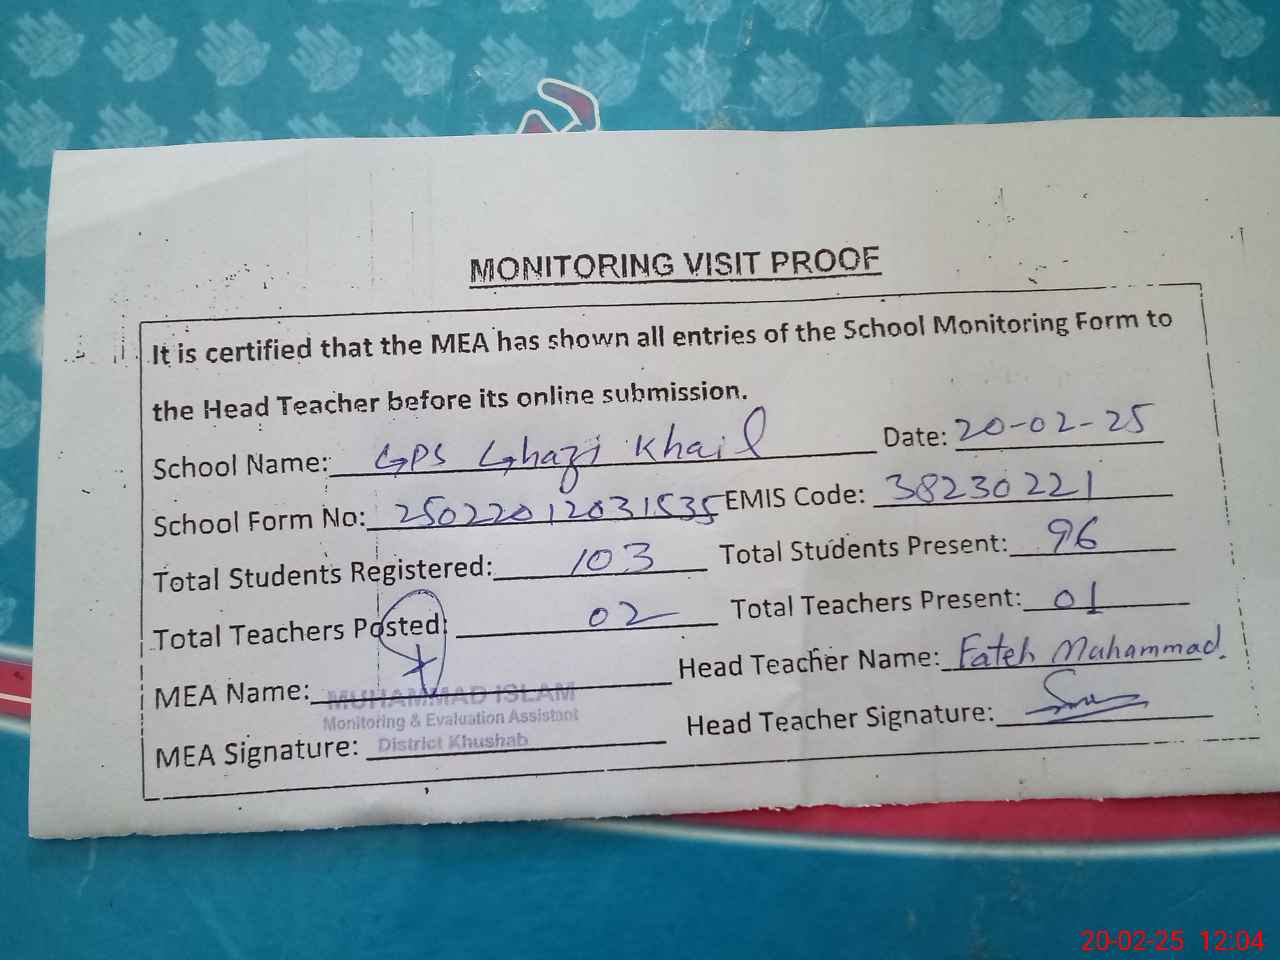 MONITORING VISIT PROOF
It is certified that the MEA has shown all entries of the School Monitoring Form to
the Head Teacher before its online submission.
School Name: GPS Ghazi Khail Date: 20-02-25
School Form No: 25022012031535 EMIS Code: 38230221
Total Students Registered: 103 Total Students Present: 96
Total Teachers Posted: 02 Total Teachers Present: 01
MEA Name: MUHAMMAD ISLAM Head Teacher Name: Fateh Muhammad.
Monitoring & Evaluation Assistant
MEA Signature: District Khushab Head Teacher Signature:
20-02-25 12:04